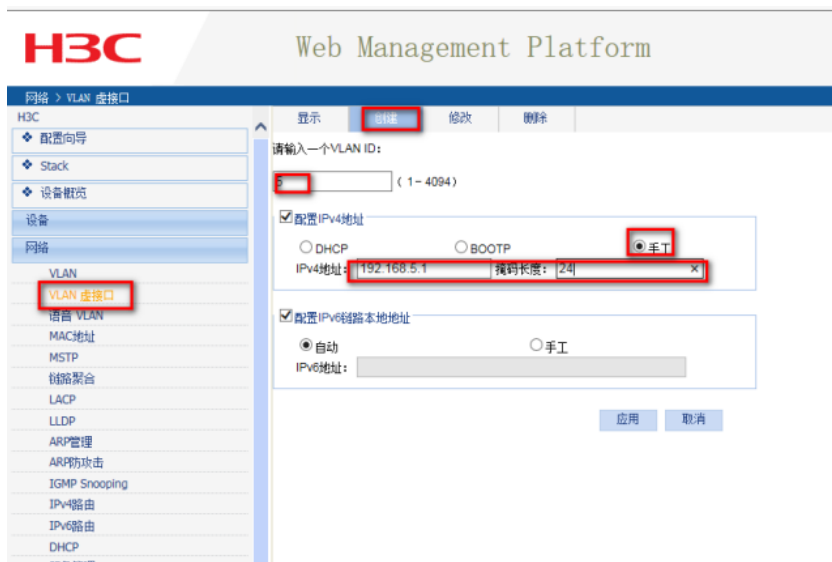 H3C
Web Management Platform
网络 > VLAN 虚接口
H3C
配置向导
Stack
设备概览
设备
网络
VLAN
VLAN 虚接口
语音 VLAN
MAC地址
MSTP
链路聚合
LACP
LLDP
ARP管理
ARP防攻击
IGMP Snooping
IPv4路由
IPv6路由
DHCP
显示 创建 修改 删除
请输入一个VLAN ID:
5 (1-4094)
配置IPv4地址
DHCP BOOTP 手工
IPv4地址: 192.168.5.1 掩码长度: 24 ×
配置IPv6链路本地地址
自动 手工
IPv6地址:
应用 取消